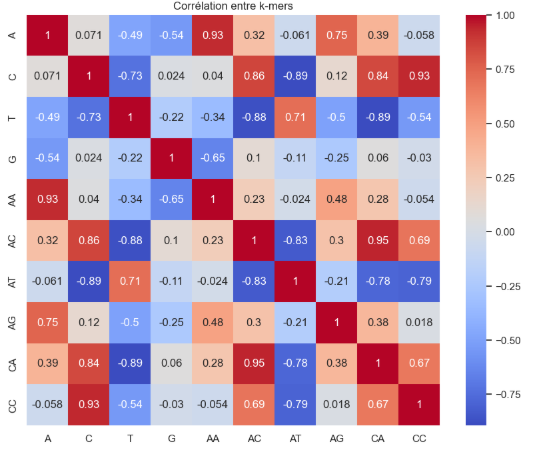 Corrélation entre k-mers
A 1 0.071 -0.49 -0.54 0.93 0.32 -0.061 0.75 0.39 -0.058
C 0.071 1 -0.73 0.024 0.04 0.86 -0.89 0.12 0.84 0.93
T -0.49 -0.73 1 -0.22 -0.34 -0.88 0.71 -0.5 -0.89 -0.54
G -0.54 0.024 -0.22 1 -0.65 0.1 -0.11 -0.25 0.06 -0.03
AA 0.93 0.04 -0.34 -0.65 1 0.23 -0.024 0.48 0.28 -0.054
AC 0.32 0.86 -0.88 0.1 0.23 1 -0.83 0.3 0.95 0.69
AT -0.061 -0.89 0.71 -0.11 -0.024 -0.83 1 -0.21 -0.78 -0.79
AG 0.75 0.12 -0.5 -0.25 0.48 0.3 -0.21 1 0.38 0.018
CA 0.39 0.84 -0.89 0.06 0.28 0.95 -0.78 0.38 1 0.67
CC -0.058 0.93 -0.54 -0.03 -0.054 0.69 -0.79 0.018 0.67 1
A C T G AA AC AT AG CA CC
1.00
0.75
0.50
0.25
0.00
-0.25
-0.50
-0.75